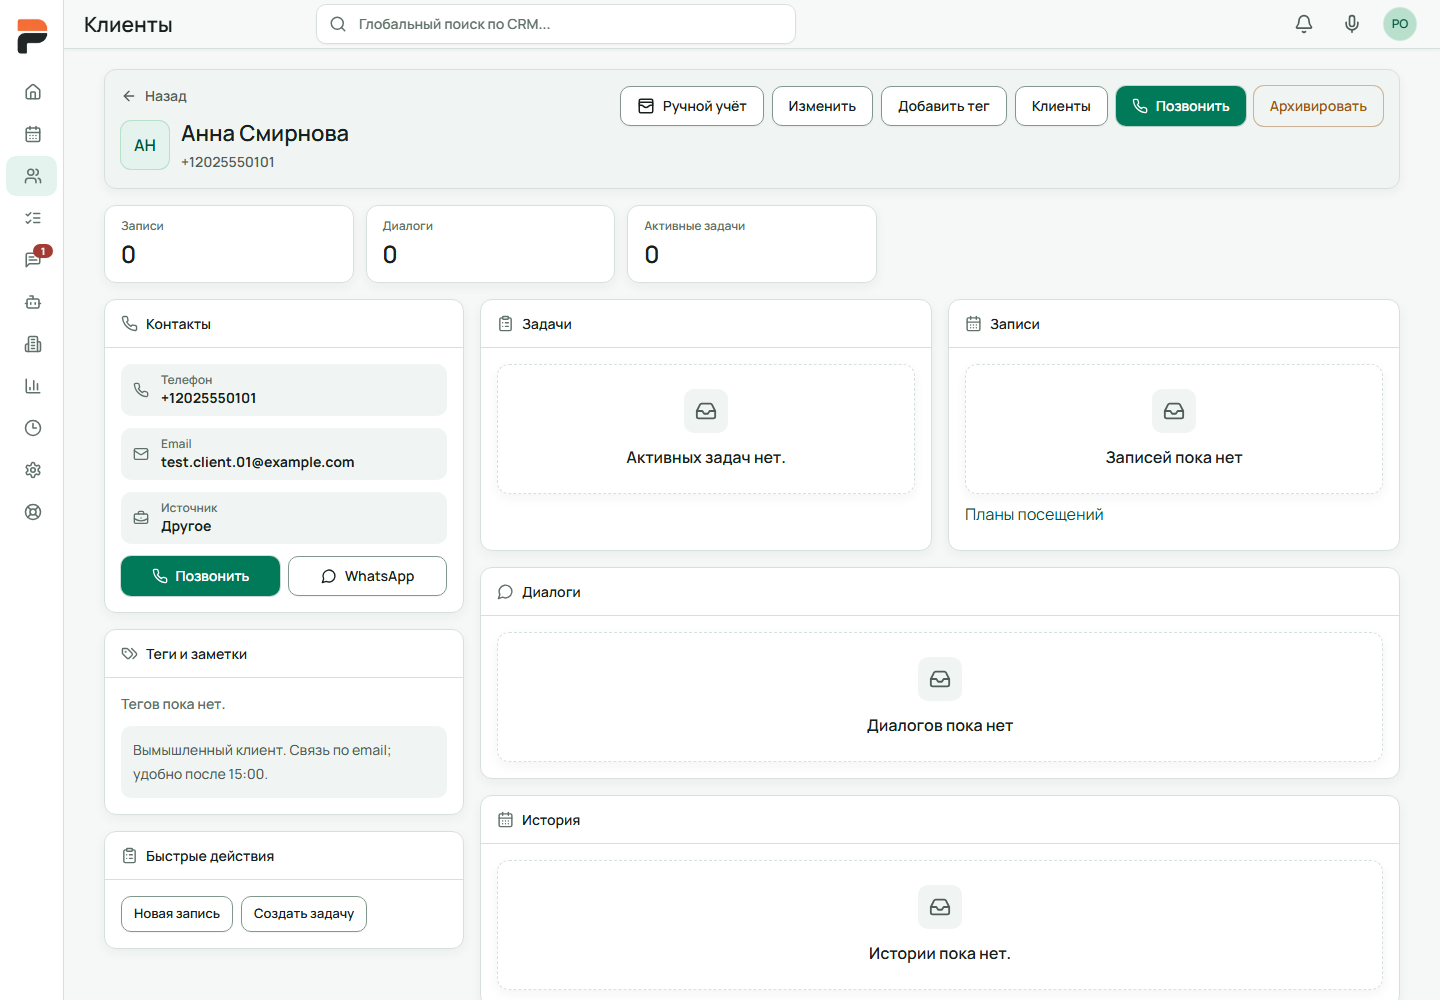 Клиенты
Глобальный поиск по CRM...
PO
Назад
Ручной учёт
Изменить
Добавить тег
Клиенты
Позвонить
Архивировать
АН
Анна Смирнова
+12025550101
Записи
0
Диалоги
0
Активные задачи
0
1
Контакты
Телефон
+12025550101
Email
test.client.01@example.com
Источник
Другое
Позвонить
WhatsApp
Теги и заметки
Тегов пока нет.
Вымышленный клиент. Связь по email;
удобно после 15:00.
Быстрые действия
Новая запись
Создать задачу
Задачи
Активных задач нет.
Записи
Записей пока нет
Планы посещений
Диалоги
Диалогов пока нет
История
Истории пока нет.